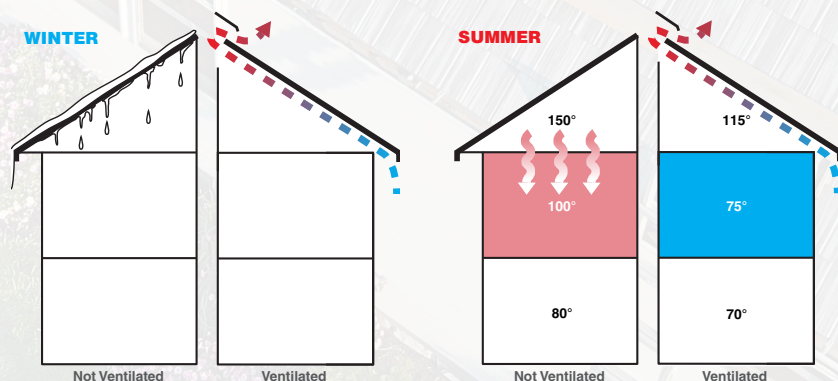 WINTER
SUMMER
150°
115°
100°
75°
80°
70°
Not Ventilated
Ventilated
Not Ventilated
Ventilated